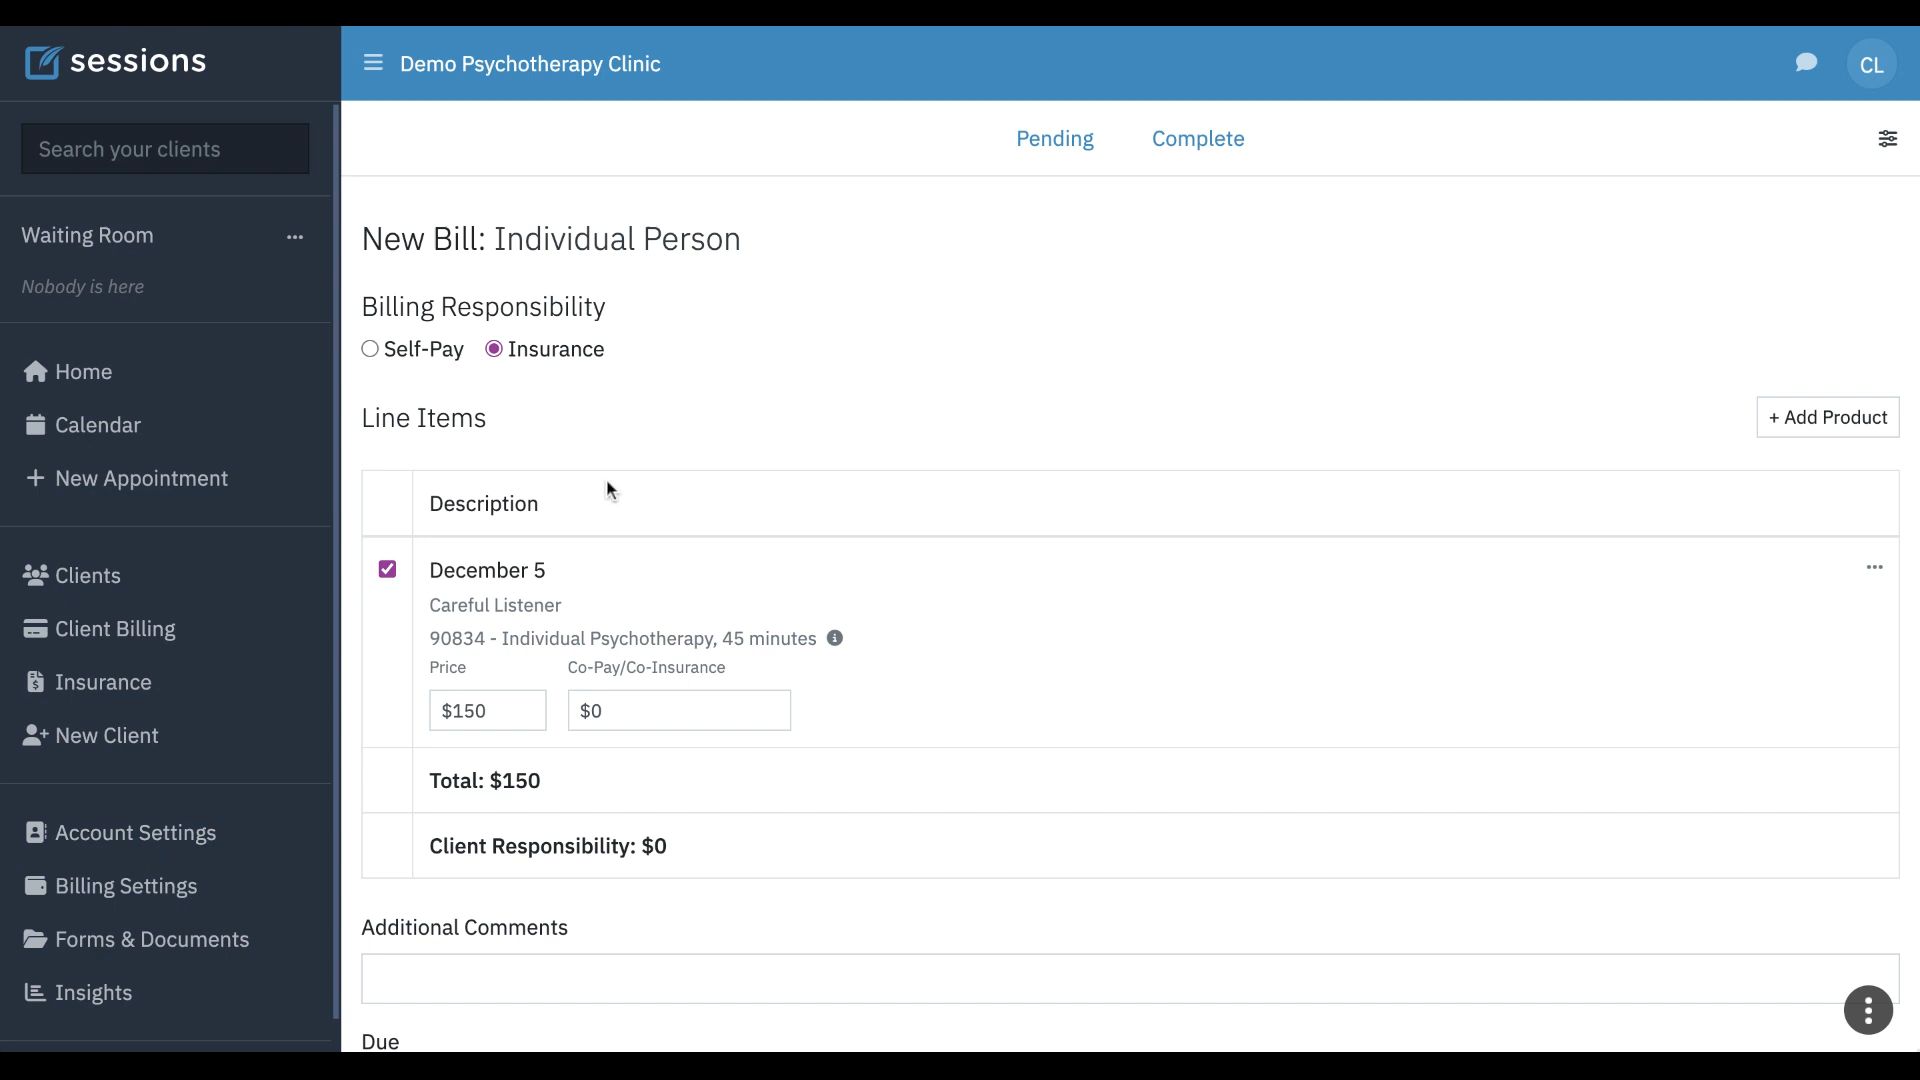 sessions
Demo Psychotherapy Clinic
CL
Search your clients
Pending
Complete
Waiting Room
Nobody is here
Home
Calendar
New Appointment
Clients
Client Billing
Insurance
New Client
Account Settings
Billing Settings
Forms & Documents
Insights
New Bill: Individual Person
Billing Responsibility
Self-Pay
Insurance
Line Items
+ Add Product
Description
December 5
Careful Listener
90834 - Individual Psychotherapy, 45 minutes
Price
Co-Pay/Co-Insurance
$150
$0
Total: $150
Client Responsibility: $0
Additional Comments
Due